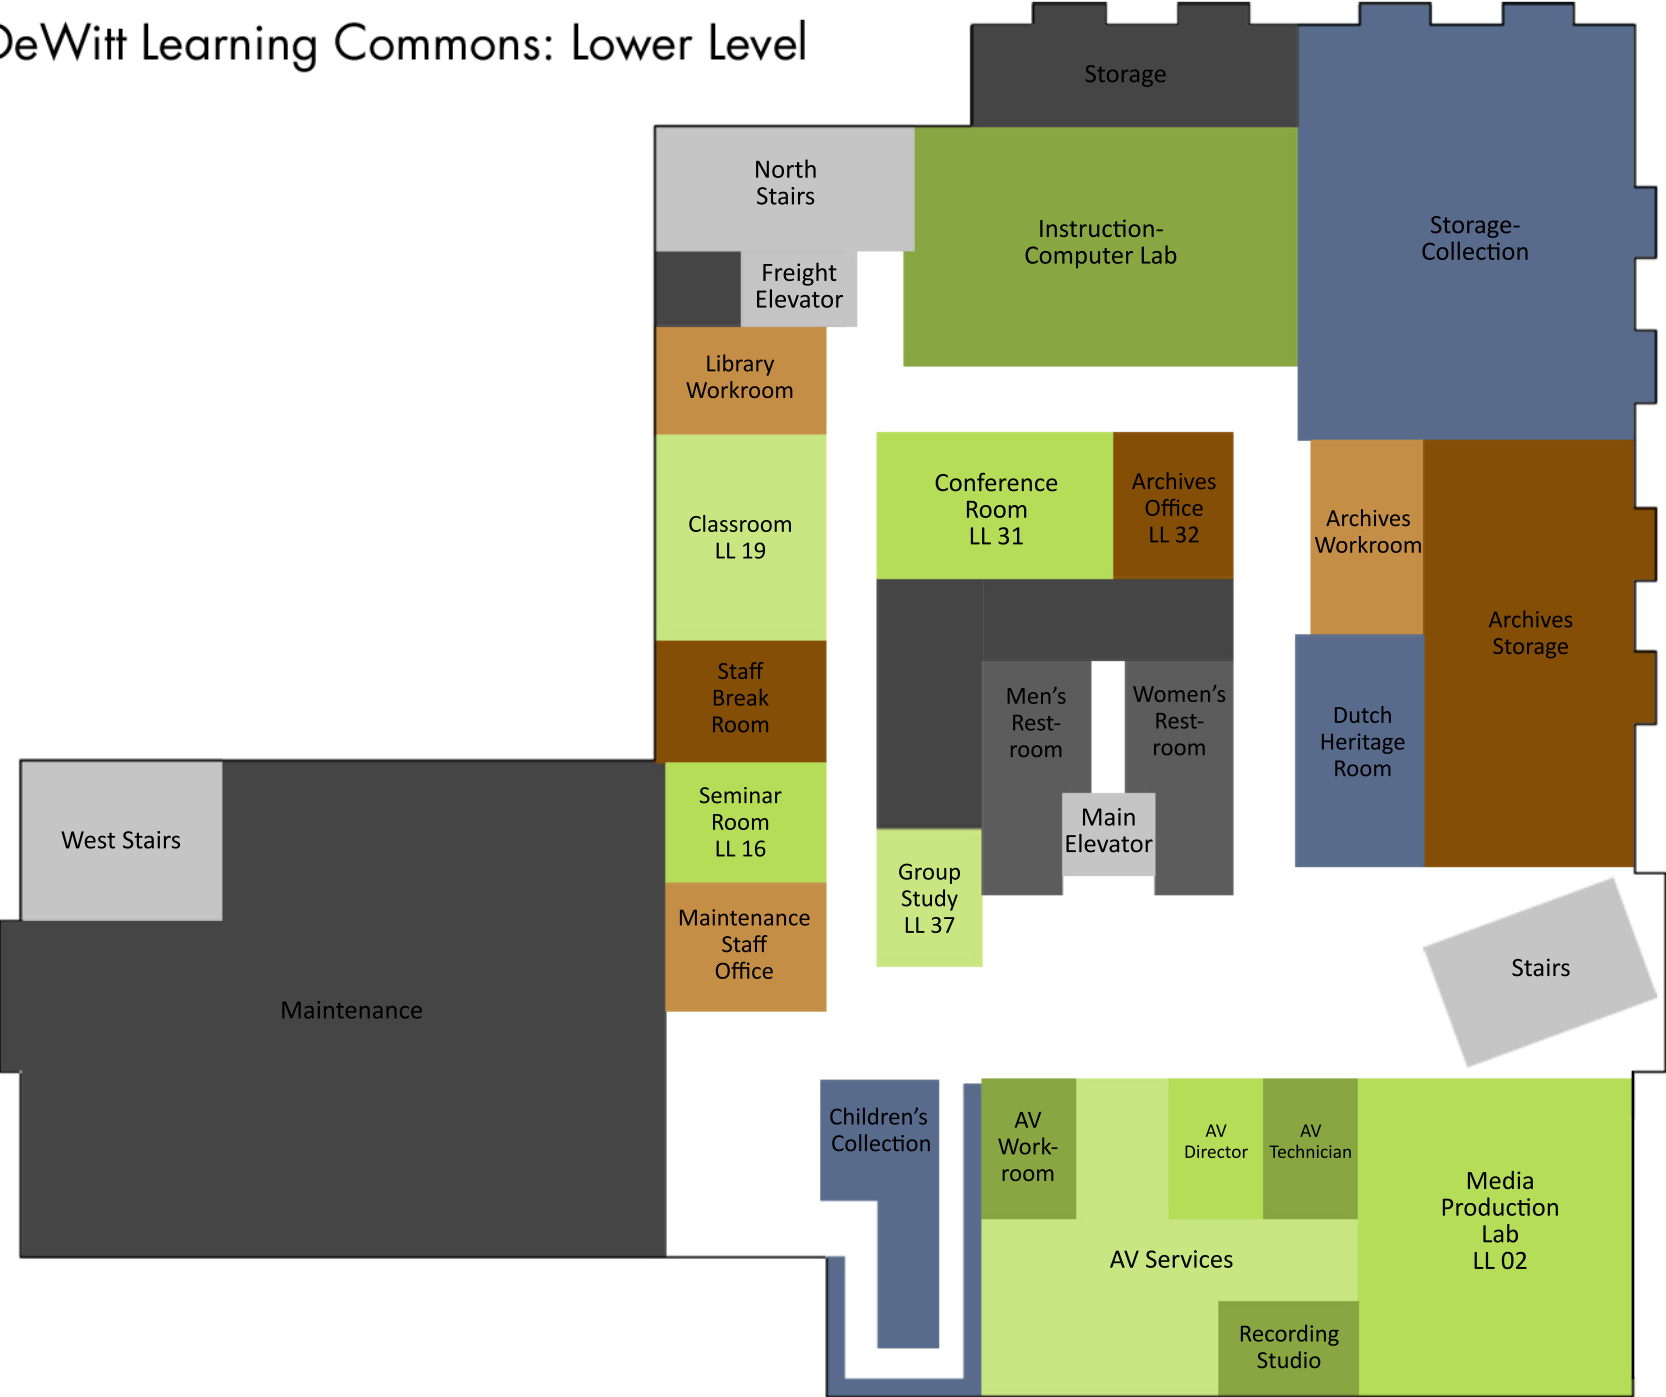 DeWitt Learning Commons: Lower Level
Storage
North
Stairs
Instruction-
Computer Lab
Storage-
Collection
Freight
Elevator
Library
Workroom
Classroom
LL 19
Conference
Room
LL 31
Archives
Office
LL 32
Archives
Workroom
Archives
Storage
Staff
Break
Room
Men's
Rest-
room
Women's
Rest-
room
Dutch
Heritage
Room
West Stairs
Seminar
Room
LL 16
Main
Elevator
Group
Study
LL 37
Maintenance
Staff
Office
Stairs
Maintenance
Children's
Collection
AV
Work-
room
AV
Director
AV
Technician
Media
Production
Lab
LL 02
AV Services
Recording
Studio